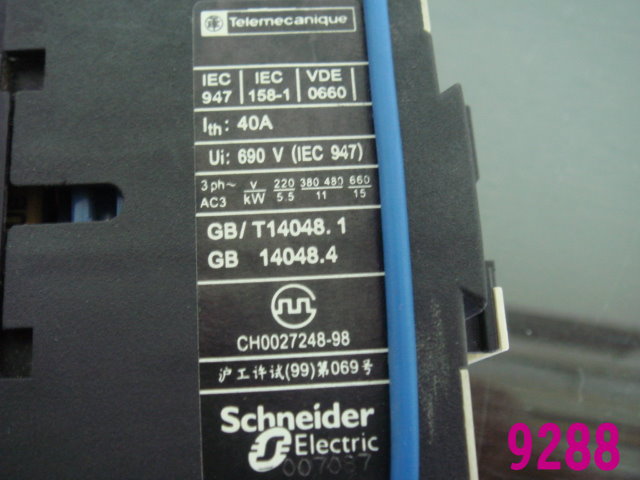 Telemecanique
IEC 947 | IEC 158-1 | VDE 0660
Ith: 40A
Ui: 690 V (IEC 947)
3 ph~ V 220 380 480 660
AC3 kW 5.5 11 15
GB/T14048.1
GB 14048.4
CH0027248-98
沪工许试(99)第069号
Schneider
Electric
9288